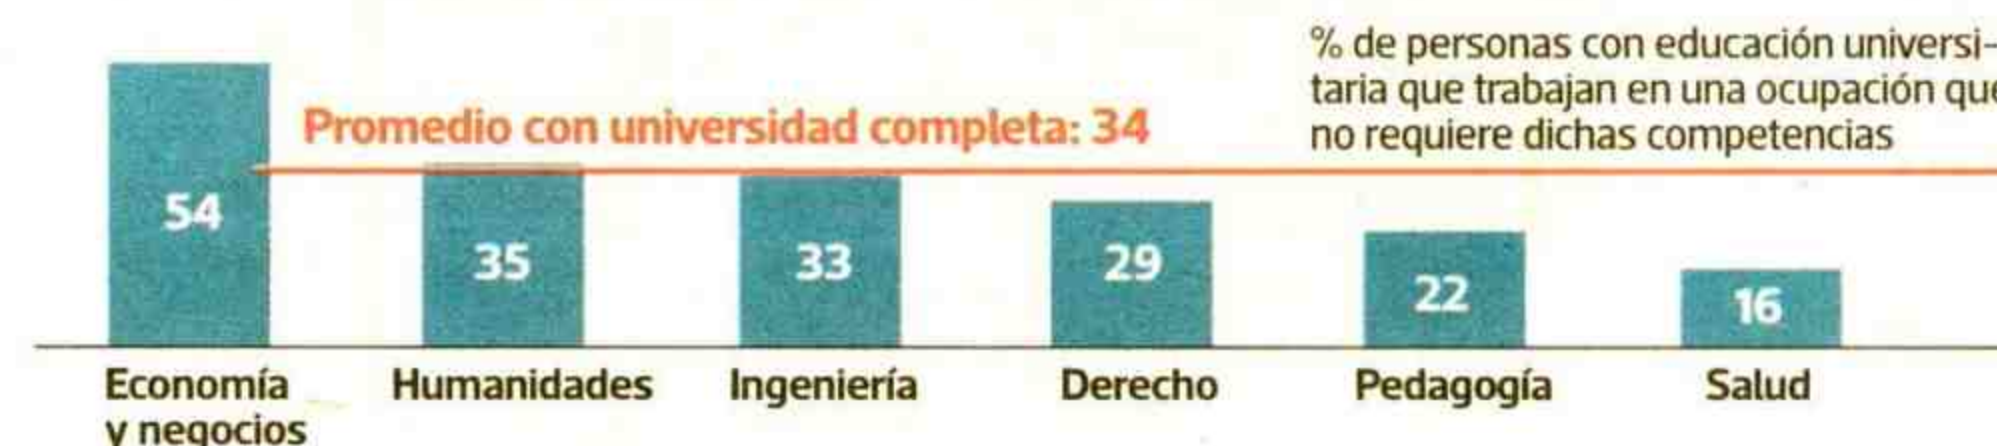 % de personas con educación universi-
taria que trabajan en una ocupación que
no requiere dichas competencias
Promedio con universidad completa: 34
54
35
33
29
22
16
Economía
y negocios
Humanidades
Ingeniería
Derecho
Pedagogía
Salud